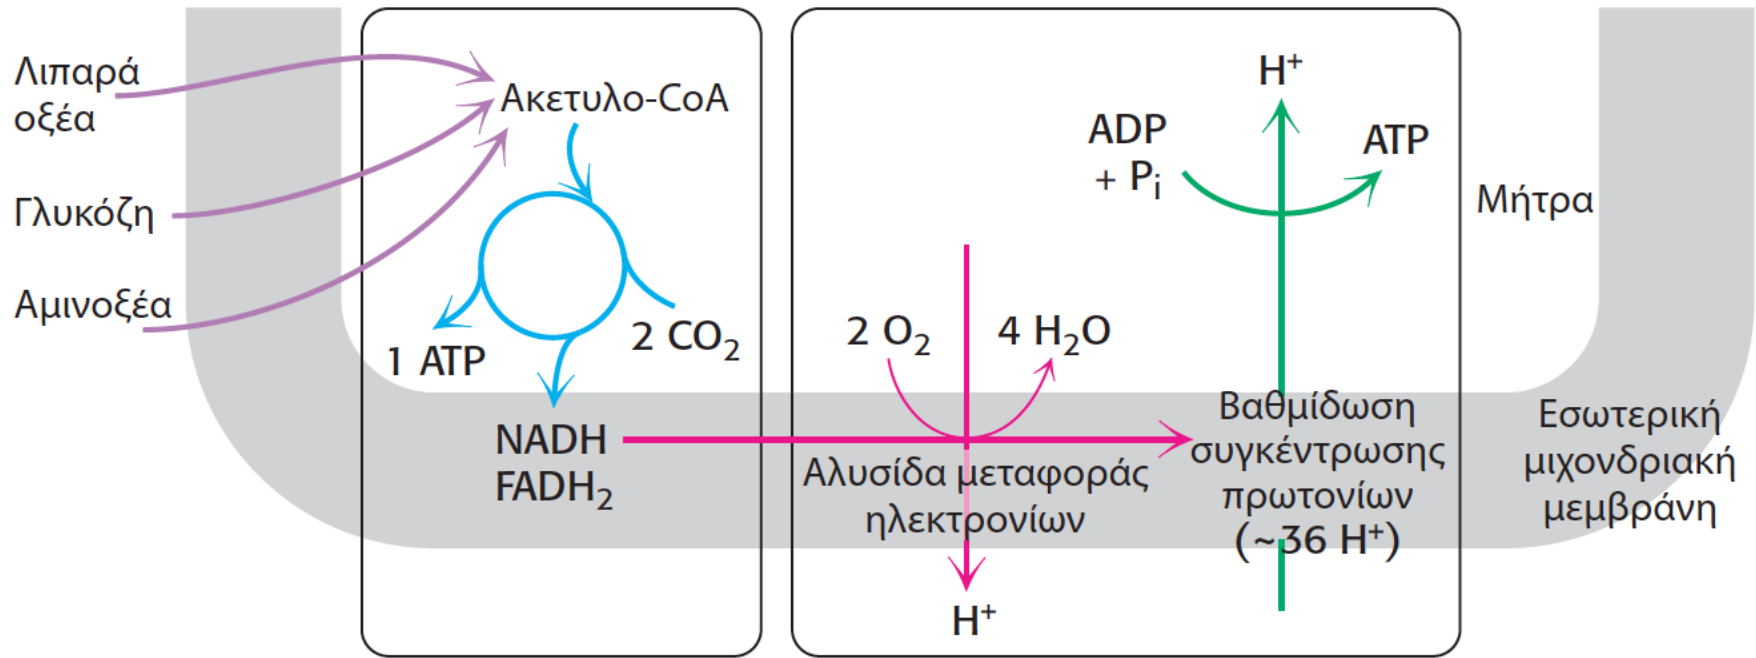 Λιπαρά
οξέα
Γλυκόζη
Αμινοξέα
Ακετυλο-CoA
1 ATP
2 CO₂
NADH
FADH₂
2 O₂
4 H₂O
Αλυσίδα μεταφοράς
ηλεκτρονίων
H⁺
H⁺
ADP
+ Pᵢ
ATP
Βαθμίδωση
συγκέντρωσης
πρωτονίων
(~36 H⁺)
Μήτρα
Εσωτερική
μιχονδριακή
μεμβράνη